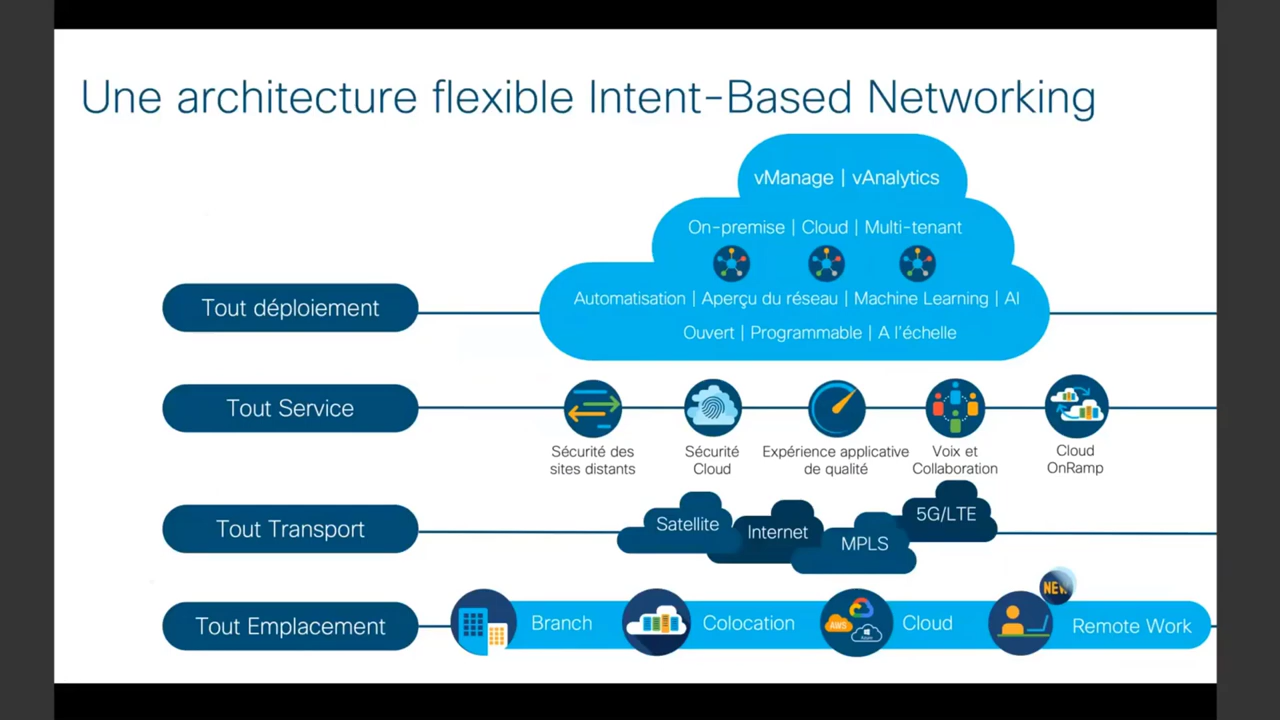 Une architecture flexible Intent-Based Networking
vManage | vAnalytics
On-premise | Cloud | Multi-tenant
Automatisation | Aperçu du réseau | Machine Learning | AI
Ouvert | Programmable | A l'échelle
Tout déploiement
Tout Service
Sécurité des
sites distants
Sécurité
Cloud
Expérience applicative
de qualité
Voix et
Collaboration
Cloud
OnRamp
Tout Transport
Satellite
Internet
MPLS
5G/LTE
Tout Emplacement
Branch
Colocation
AWS
Azure
Cloud
NEW
Remote Work